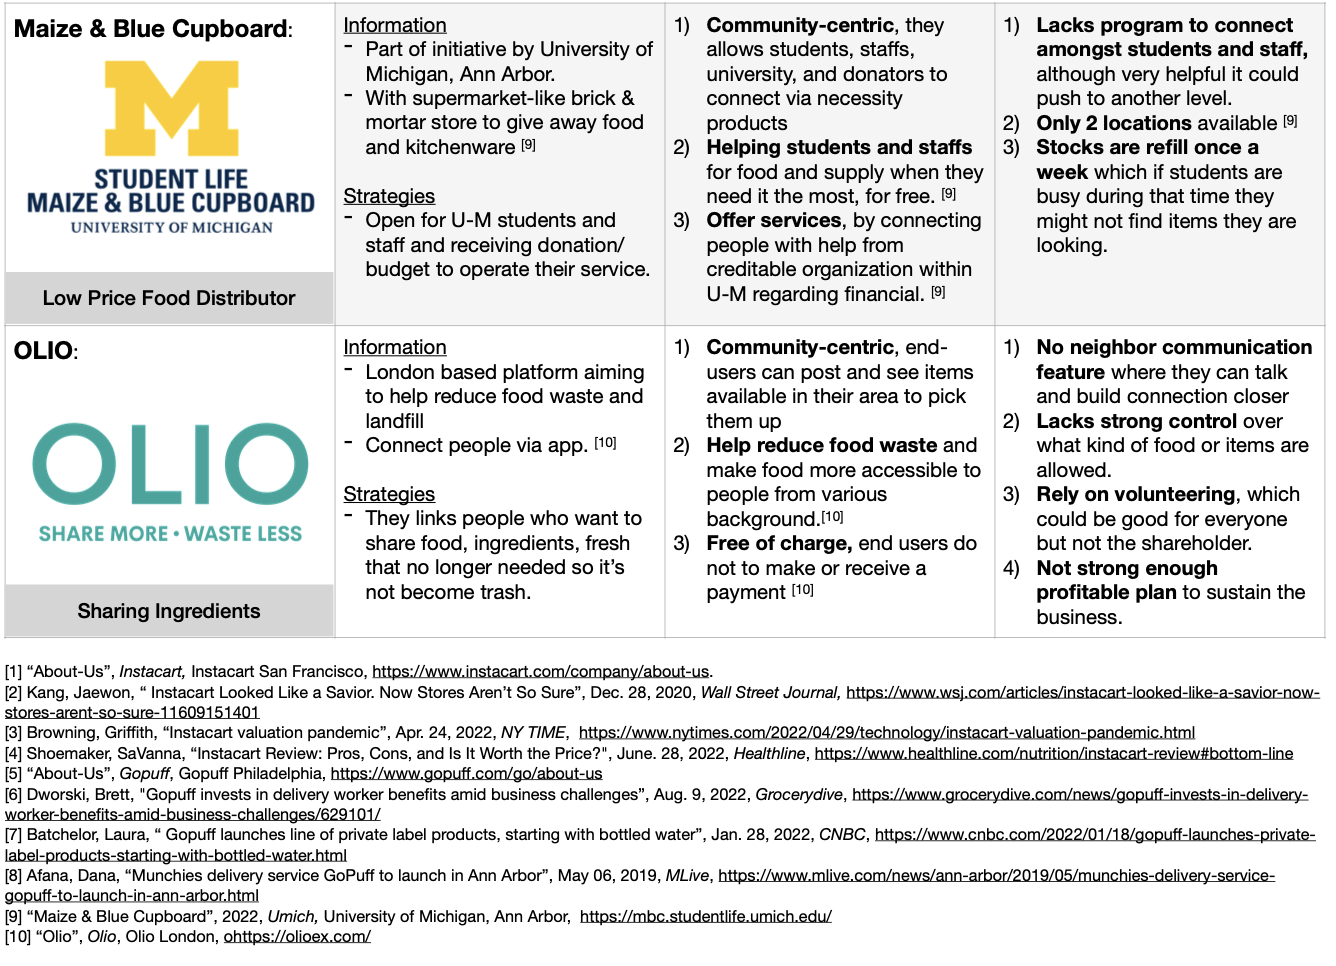 Maize & Blue Cupboard:
M
STUDENT LIFE
MAIZE & BLUE CUPBOARD
UNIVERSITY OF MICHIGAN
Low Price Food Distributor
Information
- Part of initiative by University of
Michigan, Ann Arbor.
- With supermarket-like brick &
mortar store to give away food
and kitchenware [9]
Strategies
- Open for U-M students and
staff and receiving donation/
budget to operate their service.
1) Community-centric, they
allows students, staffs,
university, and donators to
connect via necessity
products
2) Helping students and staffs
for food and supply when they
need it the most, for free. [9]
3) Offer services, by connecting
people with help from
creditable organization within
U-M regarding financial. [9]
1) Lacks program to connect
amongst students and staff,
although very helpful it could
push to another level.
2) Only 2 locations available [9]
3) Stocks are refill once a
week which if students are
busy during that time they
might not find items they are
looking.
OLIO:
OLIO
SHARE MORE • WASTE LESS
Sharing Ingredients
Information
- London based platform aiming
to help reduce food waste and
landfill
- Connect people via app. [10]
Strategies
- They links people who want to
share food, ingredients, fresh
that no longer needed so it's
not become trash.
1) Community-centric, end-
users can post and see items
available in their area to pick
them up
2) Help reduce food waste and
make food more accessible to
people from various
background.[10]
3) Free of charge, end users do
not to make or receive a
payment [10]
1) No neighbor communication
feature where they can talk
and build connection closer
2) Lacks strong control over
what kind of food or items are
allowed.
3) Rely on volunteering, which
could be good for everyone
but not the shareholder.
4) Not strong enough
profitable plan to sustain the
business.
[1] “About-Us”, Instacart, Instacart San Francisco, https://www.instacart.com/company/about-us.
[2] Kang, Jaewon, “ Instacart Looked Like a Savior. Now Stores Aren’t So Sure”, Dec. 28, 2020, Wall Street Journal, https://www.wsj.com/articles/instacart-looked-like-a-savior-now-
stores-arent-so-sure-11609151401
[3] Browning, Griffith, “Instacart valuation pandemic”, Apr. 24, 2022, NY TIME, https://www.nytimes.com/2022/04/29/technology/instacart-valuation-pandemic.html
[4] Shoemaker, SaVanna, “Instacart Review: Pros, Cons, and Is It Worth the Price?", June. 28, 2022, Healthline, https://www.healthline.com/nutrition/instacart-review#bottom-line
[5] “About-Us”, Gopuff, Gopuff Philadelphia, https://www.gopuff.com/go/about-us
[6] Dworski, Brett, "Gopuff invests in delivery worker benefits amid business challenges”, Aug. 9, 2022, Grocerydive, https://www.grocerydive.com/news/gopuff-invests-in-delivery-
worker-benefits-amid-business-challenges/629101/
[7] Batchelor, Laura, “ Gopuff launches line of private label products, starting with bottled water”, Jan. 28, 2022, CNBC, https://www.cnbc.com/2022/01/18/gopuff-launches-private-
label-products-starting-with-bottled-water.html
[8] Afana, Dana, “Munchies delivery service GoPuff to launch in Ann Arbor”, May 06, 2019, MLive, https://www.mlive.com/news/ann-arbor/2019/05/munchies-delivery-service-
gopuff-to-launch-in-ann-arbor.html
[9] “Maize & Blue Cupboard”, 2022, Umich, University of Michigan, Ann Arbor, https://mbc.studentlife.umich.edu/
[10] “Olio”, Olio, Olio London, ohttps://olioex.com/